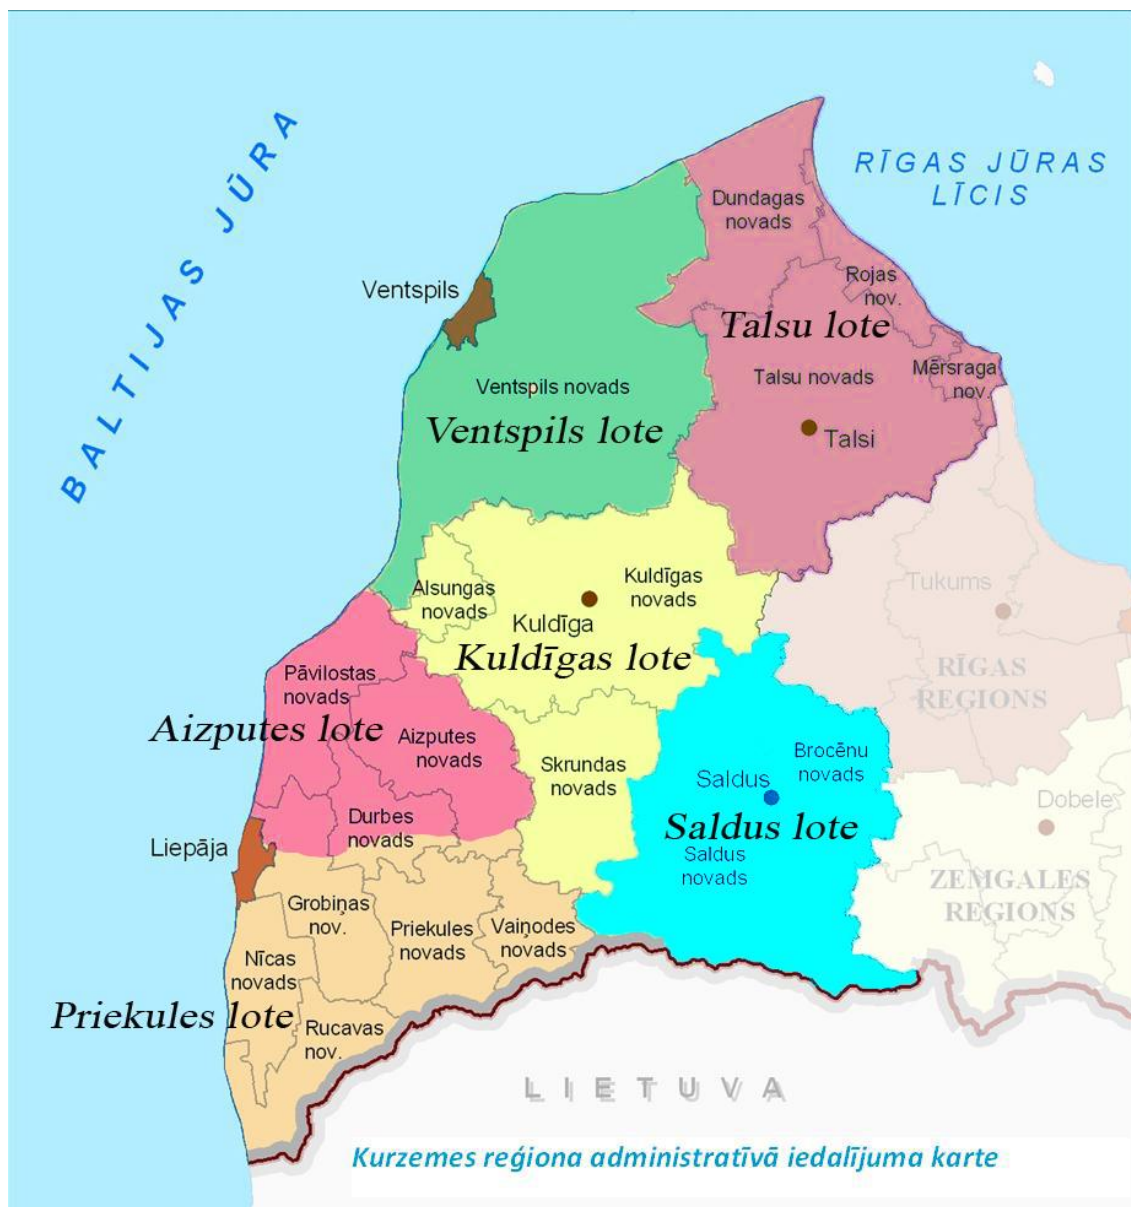 BALTIJAS JŪRA
RĪGAS JŪRAS
LĪCIS
Dundagas
novads
Rojas
nov.
Ventspils
Talsu lote
Mērsraga
nov.
Talsu novads
Ventspils novads
Ventspils lote
Talsi
Alsungas
novads
Kuldīgas
novads
Kuldīga
Kuldīgas lote
Tukums
RĪGAS
REGIONS
Pāvilostas
novads
Aizputes lote
Aizputes
novads
Skrundas
novads
Brocēnu
novads
Saldus
Saldus lote
Saldus
novads
Dobele
Durbes
novads
Liepāja
ZEMGALES
REGIONS
Grobiņas
nov.
Priekules
novads
Vaiņodes
novads
Nīcas
novads
Priekules lote
Rucavas
nov.
LIETUVA
Kurzemes reģiona administratīvā iedalījuma karte